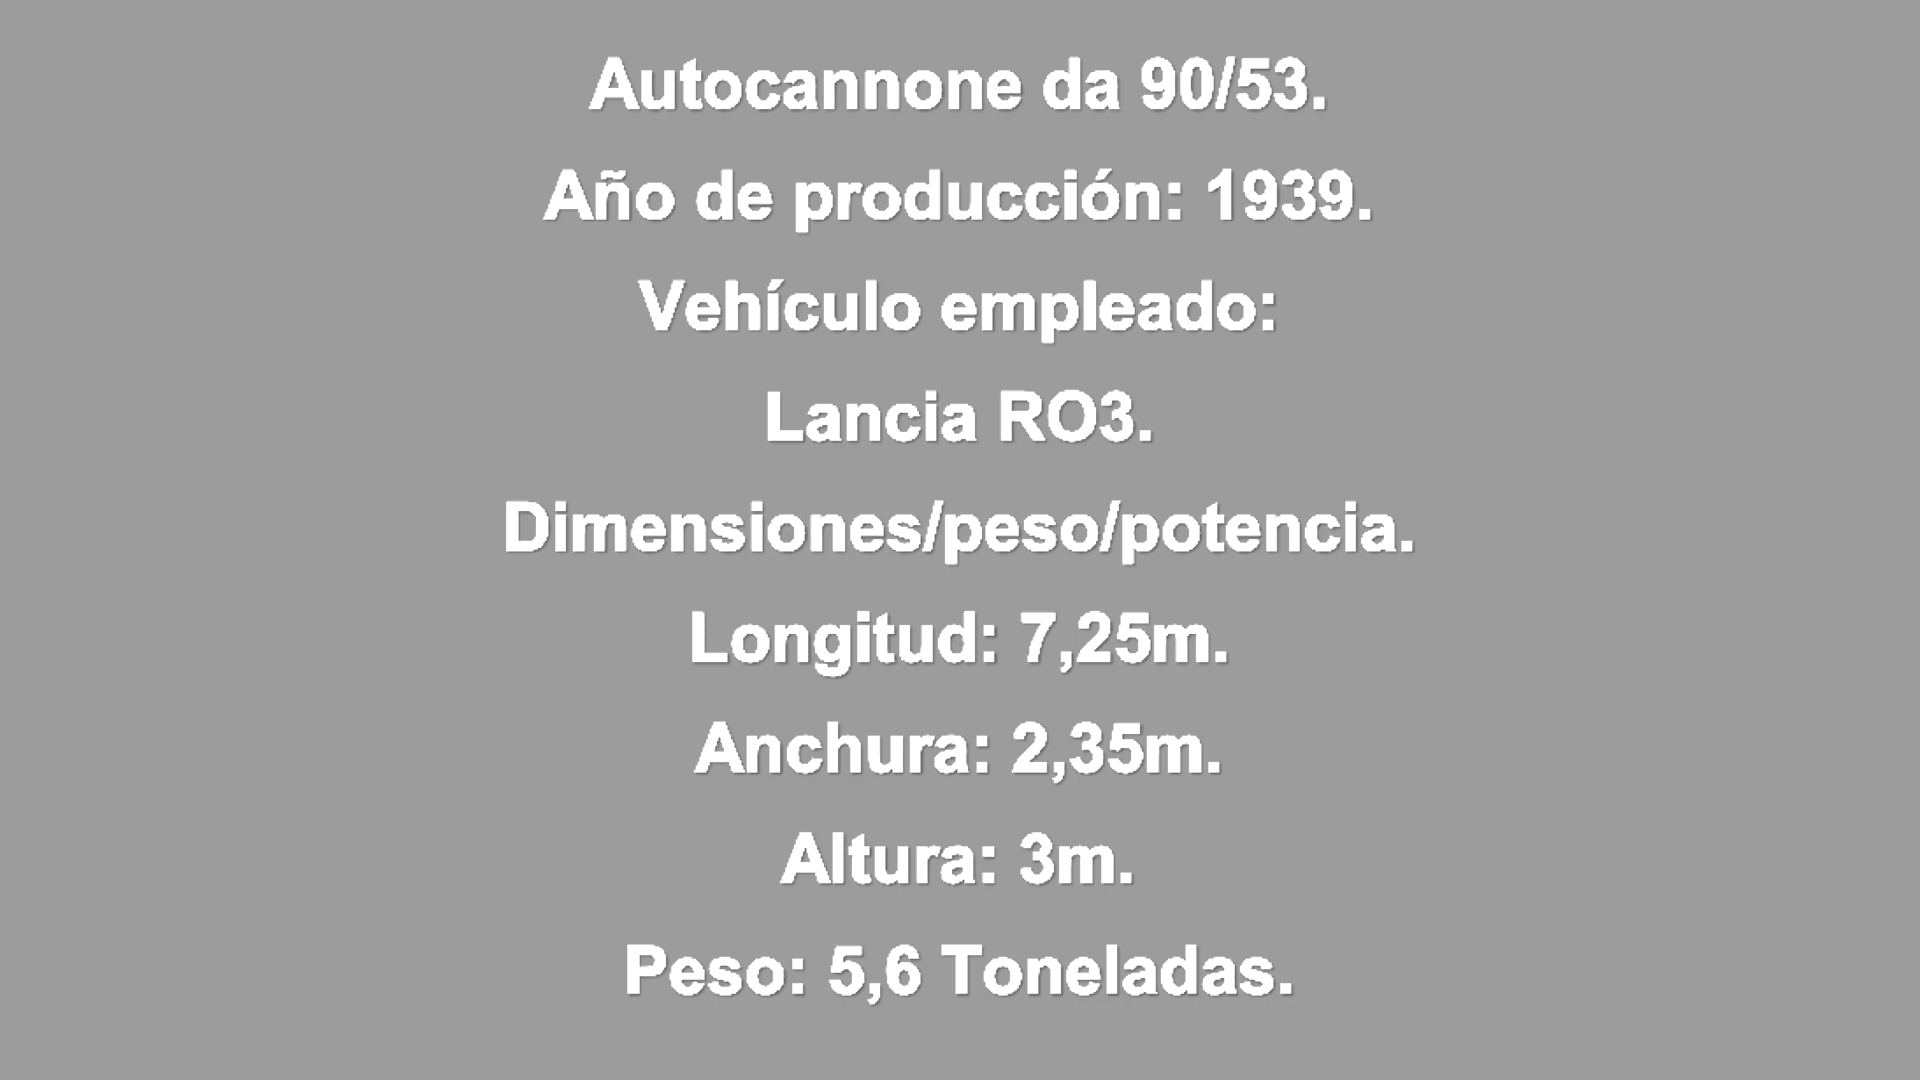 Autocannone da 90/53.
Año de producción: 1939.
Vehículo empleado:
Lancia RO3.
Dimensiones/peso/potencia.
Longitud: 7,25m.
Anchura: 2,35m.
Altura: 3m.
Peso: 5,6 Toneladas.